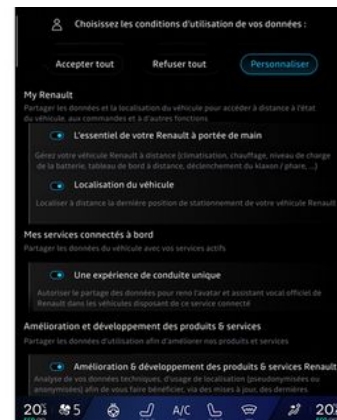 Choisissez les conditions d'utilisation de vos données :
Accepter tout Refuser tout Personnaliser
My Renault
Partager les données et la localisation du véhicule pour accéder à distance à l'état
du véhicule, aux commandes et à d'autres fonctions
L'essentiel de votre Renault à portée de main
Gérez votre véhicule Renault à distance (climatisation, chauffage, niveau de charge
de la batterie, tableau de bord à distance, déclenchement du klaxon / phare, ...)
Localisation du véhicule
Localiser à distance la dernière position de stationnement de votre véhicule Renault
Mes services connectés à bord
Partager les données du véhicule avec vos services actifs
Une expérience de conduite unique
Autoriser le partage des données pour reno l'avatar et assistant vocal officiel de
Renault dans les véhicules disposant de ce service connecté
Amélioration et développement des produits & services
Partager les données d'utilisation afin d'améliorer nos produits et services
Amélioration & développement des produits & services Renault
Analyse de vos données techniques, d'usage de localisation (pseudonymisées ou
anonymisées) afin de vous faire bénéficier, via des mises à jour, des dernières
20 5 A/C 20